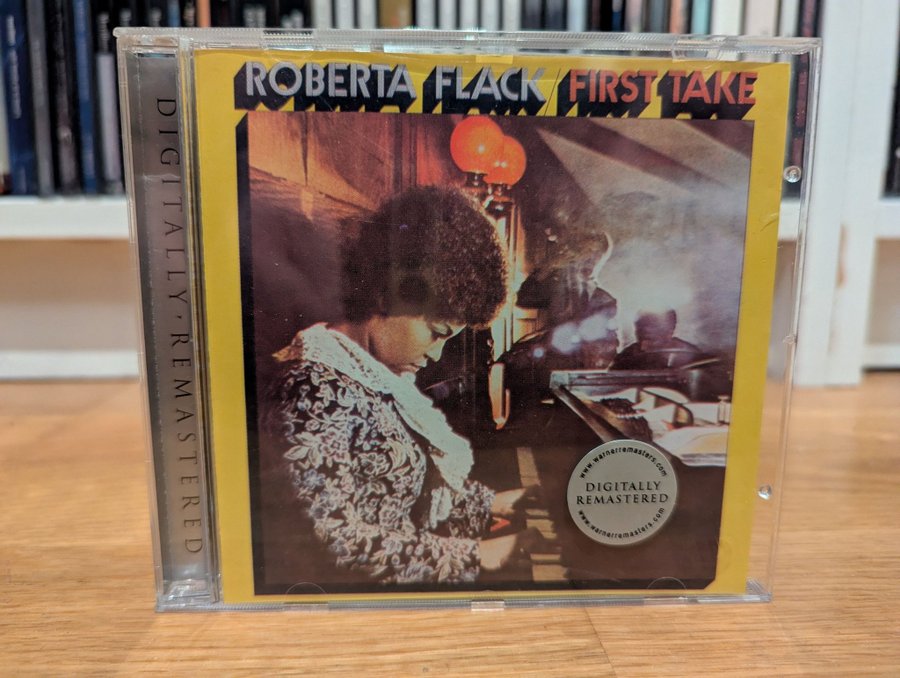 ROBERTA FLACK / FIRST TAKE
DIGITALLY · REMASTERED
www.warnerremasters.com
DIGITALLY
REMASTERED
www.warnerremasters.com